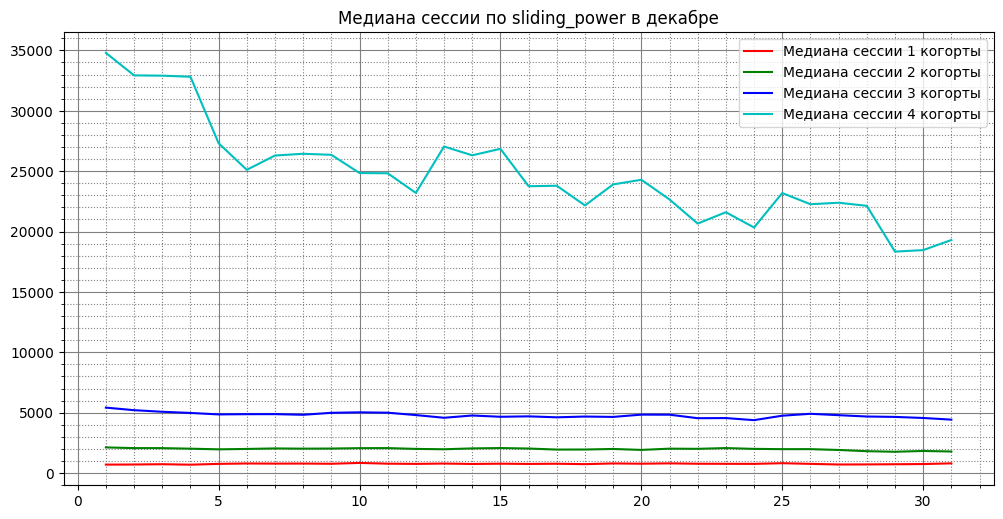 Медиана сессии по sliding_power в декабре
35000
30000
25000
20000
15000
10000
5000
0
Медиана сессии 1 когорты
Медиана сессии 2 когорты
Медиана сессии 3 когорты
Медиана сессии 4 когорты
0 5 10 15 20 25 30